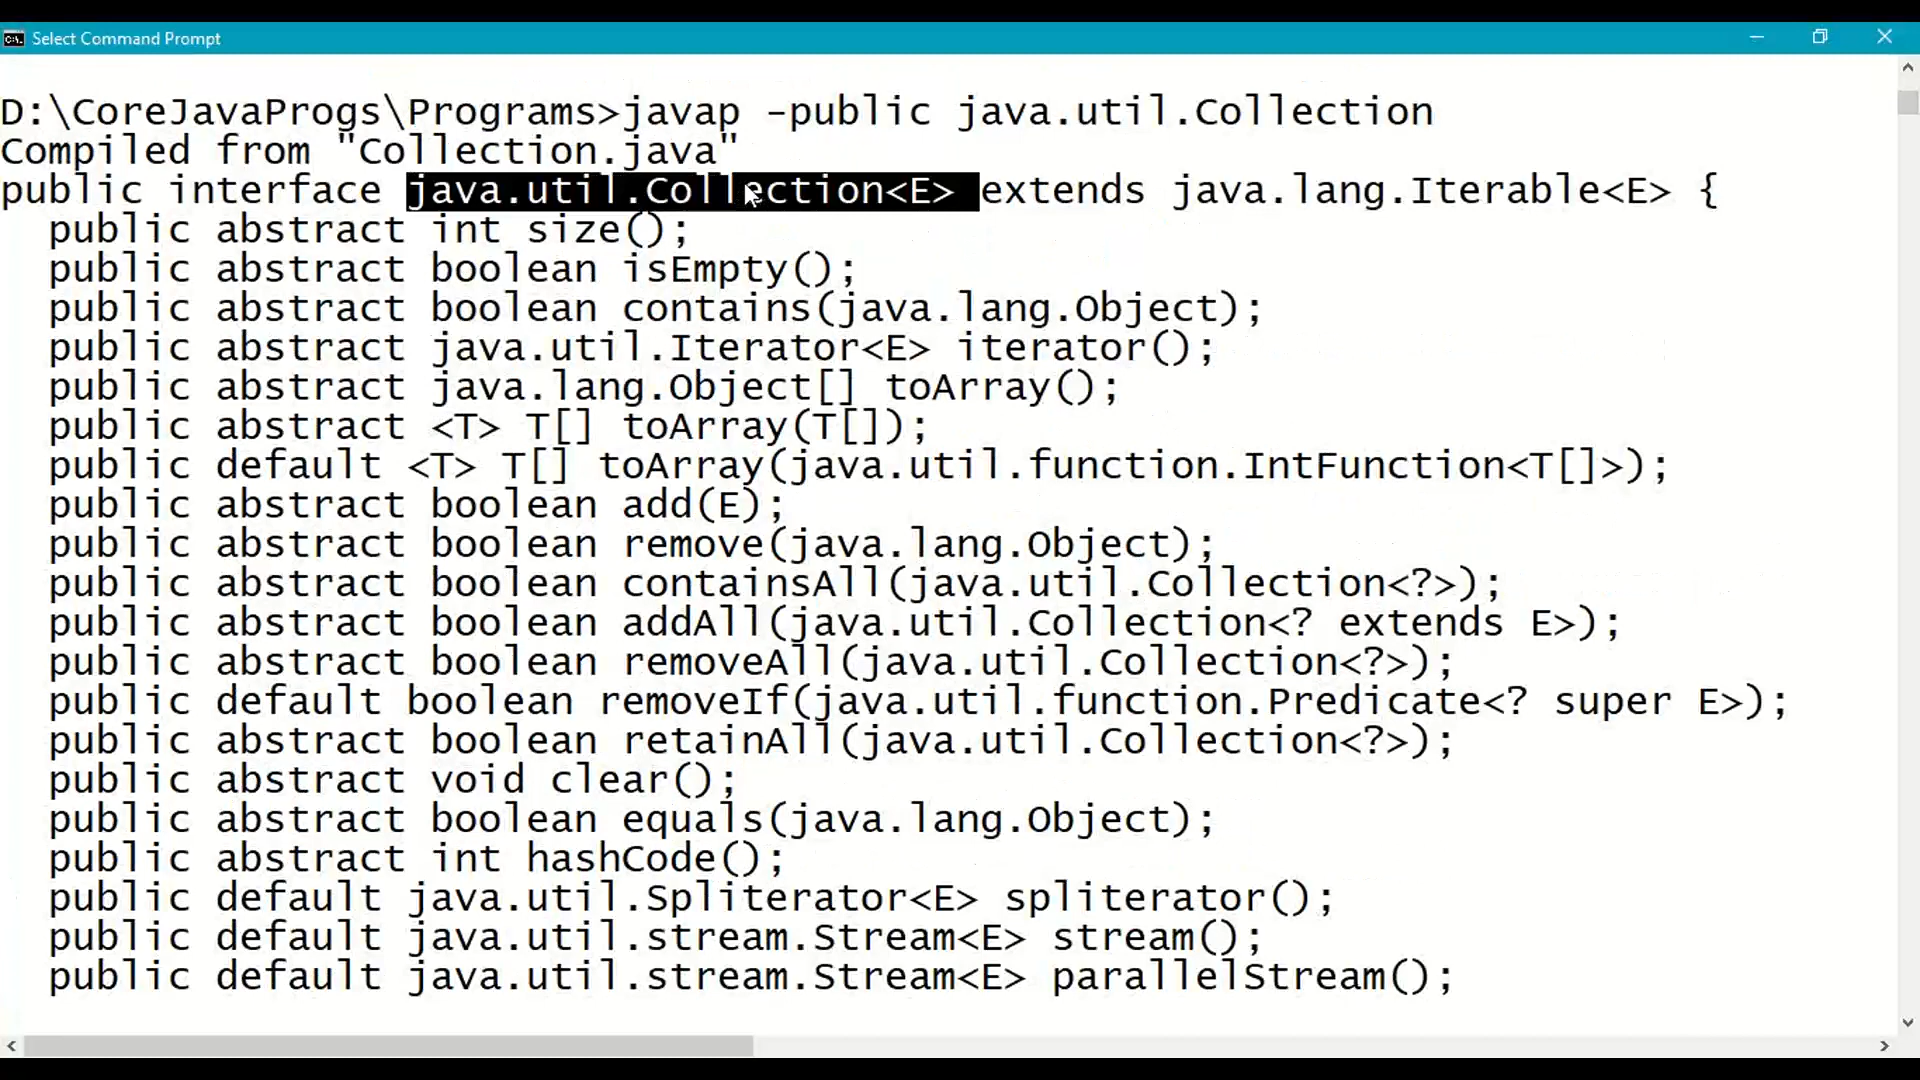 Select Command Prompt
D:\CoreJavaProgs\Programs>javap -public java.util.Collection
Compiled from "Collection.java"
public interface java.util.Collection<E> extends java.lang.Iterable<E> {
  public abstract int size();
  public abstract boolean isEmpty();
  public abstract boolean contains(java.lang.Object);
  public abstract java.util.Iterator<E> iterator();
  public abstract java.lang.Object[] toArray();
  public abstract <T> T[] toArray(T[]);
  public default <T> T[] toArray(java.util.function.IntFunction<T[]>);
  public abstract boolean add(E);
  public abstract boolean remove(java.lang.Object);
  public abstract boolean containsAll(java.util.Collection<?>);
  public abstract boolean addAll(java.util.Collection<? extends E>);
  public abstract boolean removeAll(java.util.Collection<?>);
  public default boolean removeIf(java.util.function.Predicate<? super E>);
  public abstract boolean retainAll(java.util.Collection<?>);
  public abstract void clear();
  public abstract boolean equals(java.lang.Object);
  public abstract int hashCode();
  public default java.util.Spliterator<E> spliterator();
  public default java.util.stream.Stream<E> stream();
  public default java.util.stream.Stream<E> parallelStream();